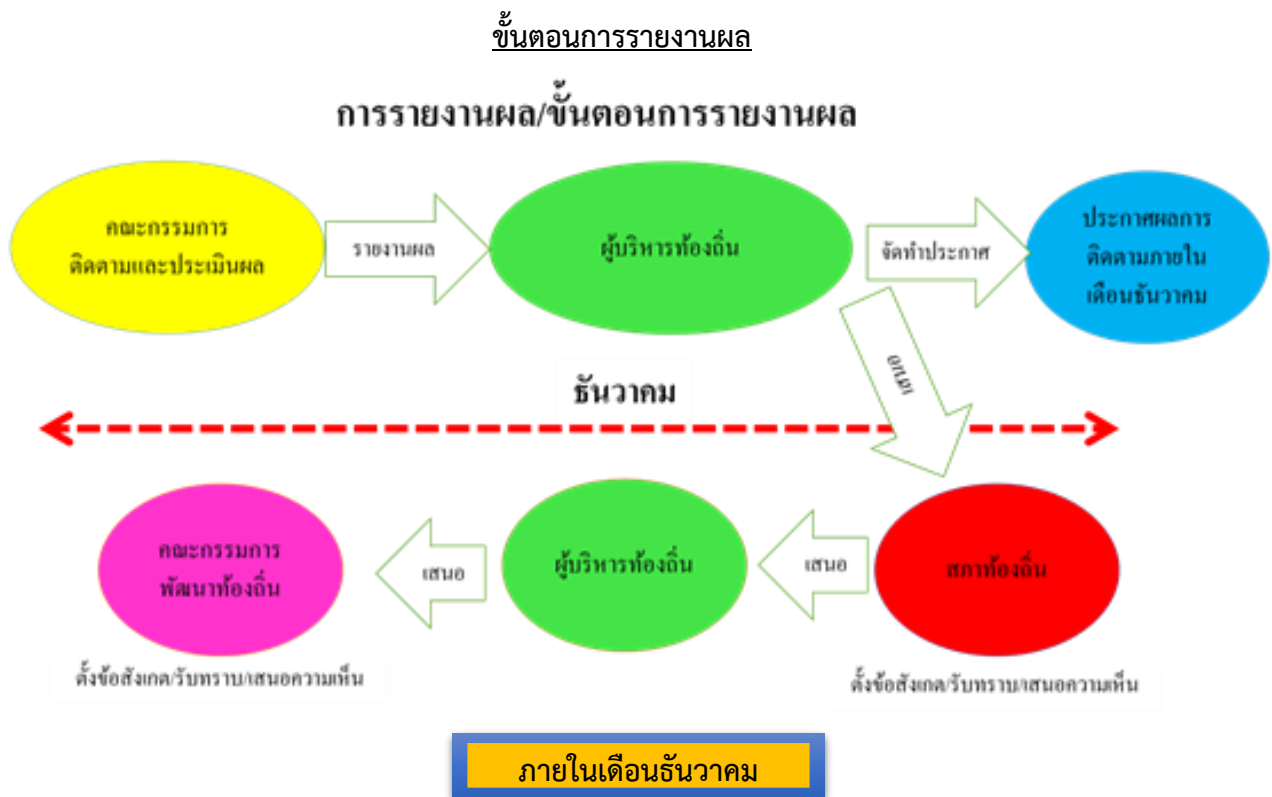 ขั้นตอนการรายงานผล
การรายงานผล/ขั้นตอนการรายงานผล
คณะกรรมการ
ติดตามและประเมินผล
รายงานผล
ผู้บริหารท้องถิ่น
จัดทำประกาศ
ประกาศผลการ
ติดตามภายใน
เดือนธันวาคม
เสนอ
ธันวาคม
คณะกรรมการ
พัฒนาท้องถิ่น
เสนอ
ผู้บริหารท้องถิ่น
เสนอ
สภาท้องถิ่น
ตั้งข้อสังเกต/รับทราบ/เสนอความเห็น
ตั้งข้อสังเกต/รับทราบ/เสนอความเห็น
ภายในเดือนธันวาคม